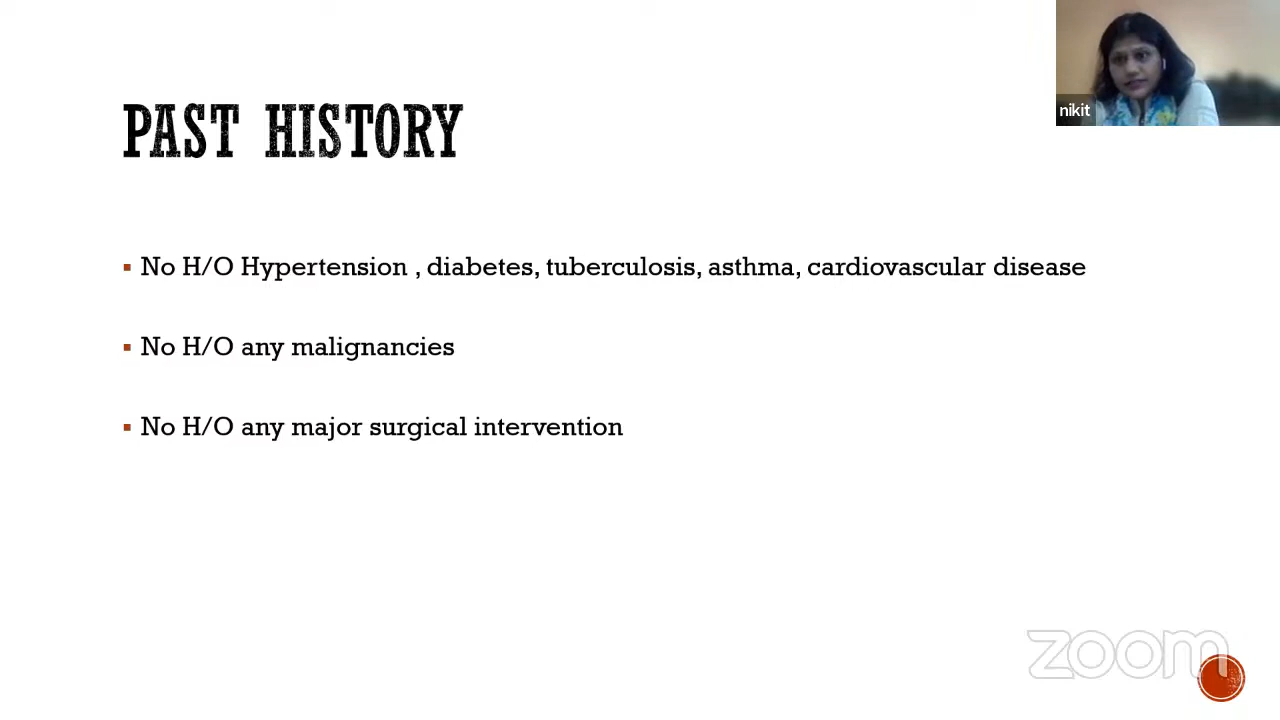 nikit
PAST HISTORY
No H/O Hypertension , diabetes, tuberculosis, asthma, cardiovascular disease
No H/O any malignancies
No H/O any major surgical intervention
zoom